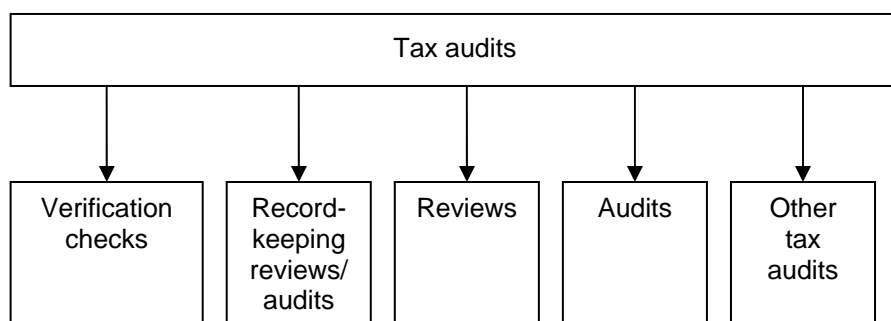 Tax audits
Verification
checks
Record-
keeping
reviews/
audits
Reviews
Audits
Other
tax
audits